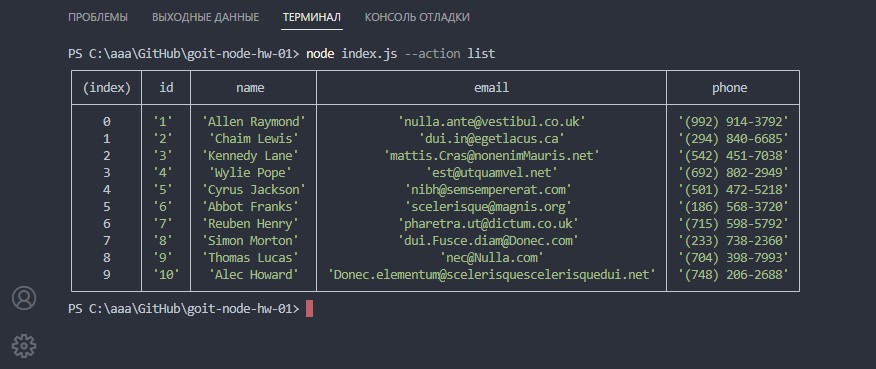 ПРОБЛЕМЫ ВЫХОДНЫЕ ДАННЫЕ ТЕРМИНАЛ КОНСОЛЬ ОТЛАДКИ
PS C:\aaa\GitHub\goit-node-hw-01> node index.js --action list
(index) id name email phone
0 '1' 'Allen Raymond' 'nulla.ante@vestibul.co.uk' '(992) 914-3792'
1 '2' 'Chaim Lewis' 'dui.in@egetlacus.ca' '(294) 840-6685'
2 '3' 'Kennedy Lane' 'mattis.Cras@nonenimMauris.net' '(542) 451-7038'
3 '4' 'Wylie Pope' 'est@utquamvel.net' '(692) 802-2949'
4 '5' 'Cyrus Jackson' 'nibh@semsempererat.com' '(501) 472-5218'
5 '6' 'Abbot Franks' 'scelerisque@magnis.org' '(186) 568-3720'
6 '7' 'Reuben Henry' 'pharetra.ut@dictum.co.uk' '(715) 598-5792'
7 '8' 'Simon Morton' 'dui.Fusce.diam@Donec.com' '(233) 738-2360'
8 '9' 'Thomas Lucas' 'nec@Nulla.com' '(704) 398-7993'
9 '10' 'Alec Howard' 'Donec.elementum@scelerisquescelerisquedui.net' '(748) 206-2688'
PS C:\aaa\GitHub\goit-node-hw-01>